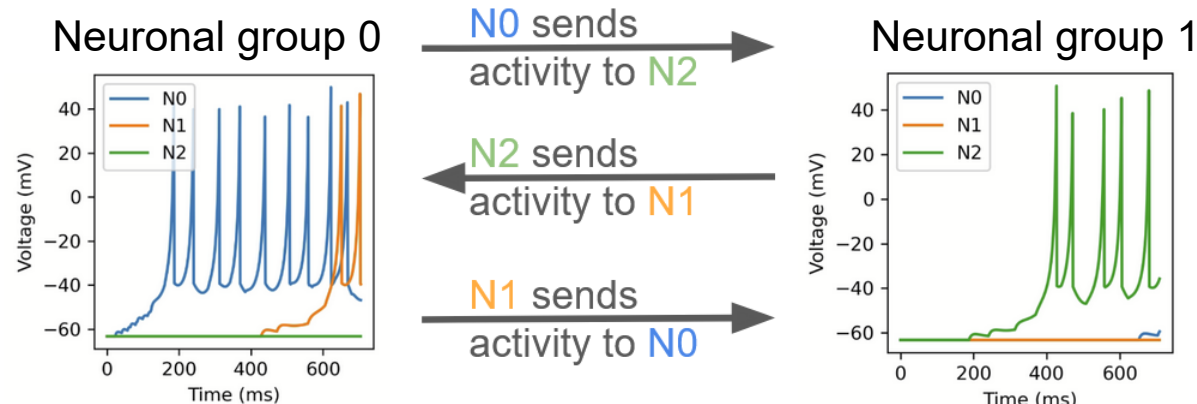 Neuronal group 0
N0 sends
activity to N2
Neuronal group 1
N0
N1
N2
40
20
0
−20
−40
−60
Voltage (mV)
0
200
400
600
Time (ms)
N2 sends
activity to N1
N1 sends
activity to N0
N0
N1
N2
40
20
0
−20
−40
−60
Voltage (mV)
0
200
400
600
Time (ms)